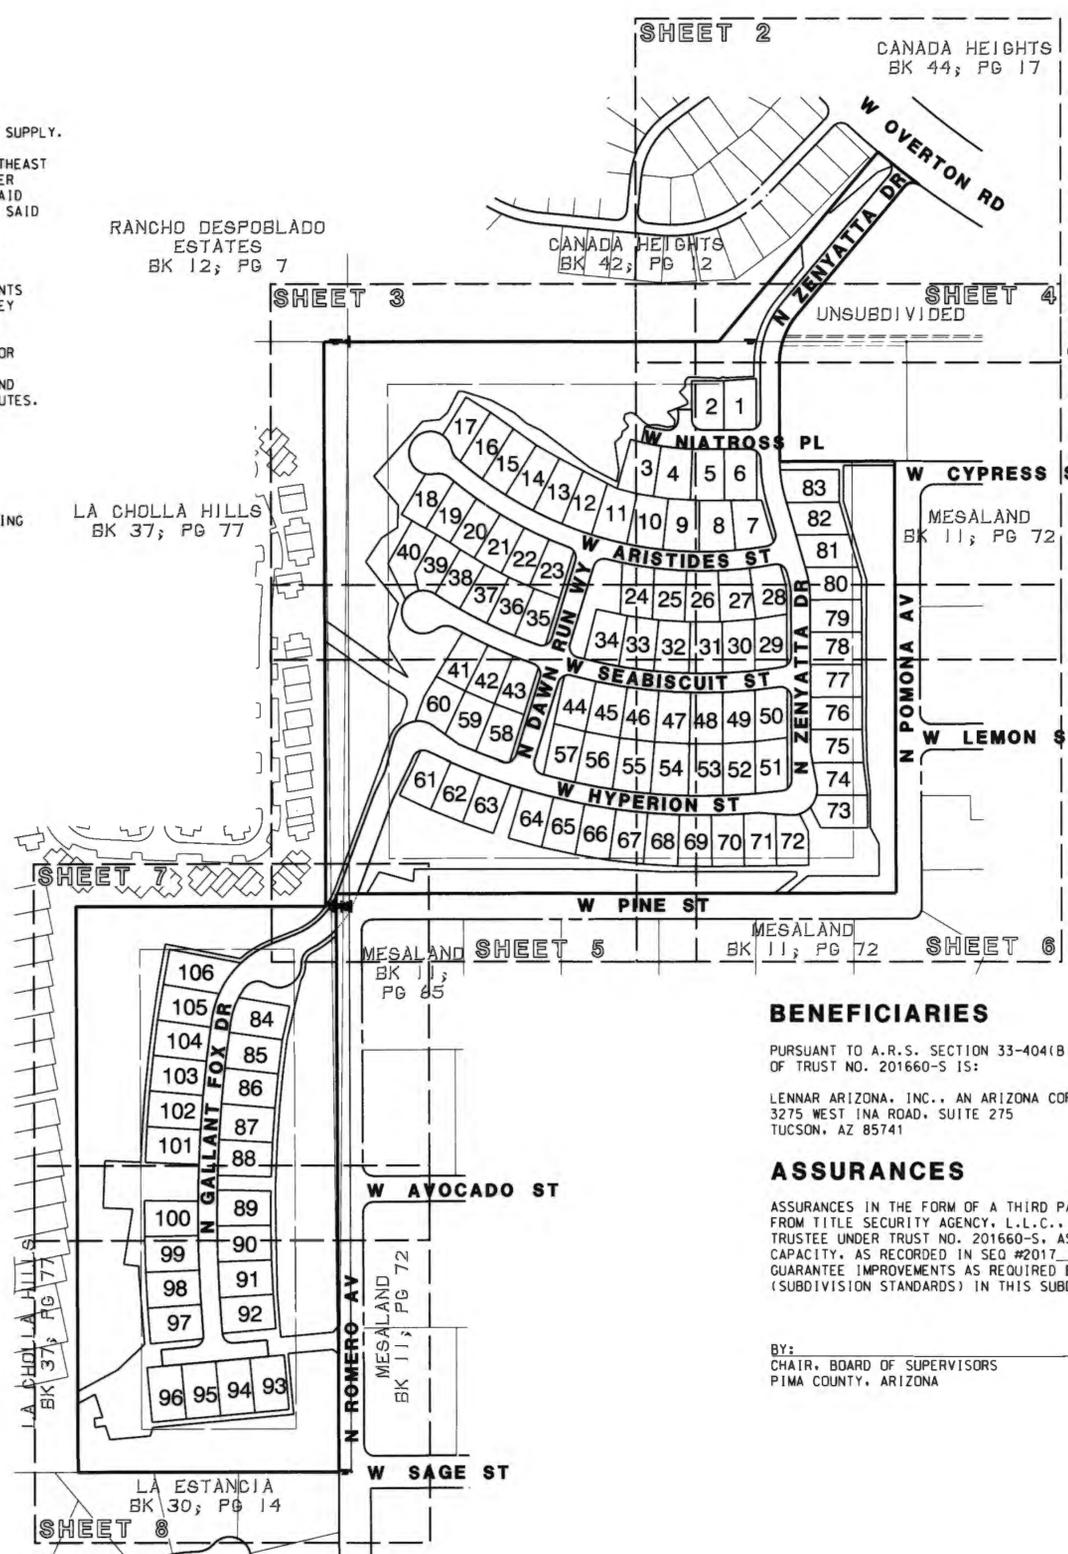 SHEET 2
CANADA HEIGHTS
BK 44; PG 17
W OVERTON RD
SUPPLY.
THEAST
ER
AID
SAID
RANCHO DESPOBLADO
ESTATES
BK 12; PG 7
CANADA HEIGHTS
BK 42; PG 12
N ZENYATTA DR
NTS
EY
SHEET 3
SHEET 4
UNSUBDIVIDED
OR
ND
UTES.
2 1
W NIATROSS PL
17 16 15 14 13 12 11 10 9 8 7
3 4 5 6
W CYPRESS S
83
82
81
80
79
78
77
76
75
74
73
LA CHOLLA HILLS
BK 37; PG 77
ING
MESALAND
BK 11; PG 72
18 19 20 21 22 23
W ARISTIDES ST
40 39 38 37 36 35
N DAWN RUN WY
24 25 26 27 28
34 33 32 31 30 29
N ZENYATTA DR
N POMONA AV
W SEABISCUIT ST
41 42 43
60 59 58
44 45 46 47 48 49 50
57 56 55 54 53 52 51
W LEMON S
W HYPERION ST
61 62 63 64 65 66 67 68 69 70 71 72
SHEET 7
W PINE ST
MESALAND
BK 11;
PG 65
SHEET 5
MESALAND
BK 11; PG 72
SHEET 6
106
105
104
103
102
101
100
99
98
97
N GALLANT FOX DR
84
85
86
87
88
89
90
91
92
96 95 94 93
W AVOCADO ST
N ROMERO AV
MESALAND
BK 11; PG 72
LA CHOLLA HILLS
BK 37; PG 77
W SAGE ST
LA ESTANCIA
BK 30; PG 14
SHEET 8
BENEFICIARIES
PURSUANT TO A.R.S. SECTION 33-404(B
OF TRUST NO. 201660-S IS:
LENNAR ARIZONA, INC., AN ARIZONA COR
3275 WEST INA ROAD, SUITE 275
TUCSON, AZ 85741
ASSURANCES
ASSURANCES IN THE FORM OF A THIRD PA
FROM TITLE SECURITY AGENCY, L.L.C.,
TRUSTEE UNDER TRUST NO. 201660-S, AS
CAPACITY, AS RECORDED IN SEQ #2017_
GUARANTEE IMPROVEMENTS AS REQUIRED B
(SUBDIVISION STANDARDS) IN THIS SUBD
BY:
CHAIR, BOARD OF SUPERVISORS
PIMA COUNTY, ARIZONA